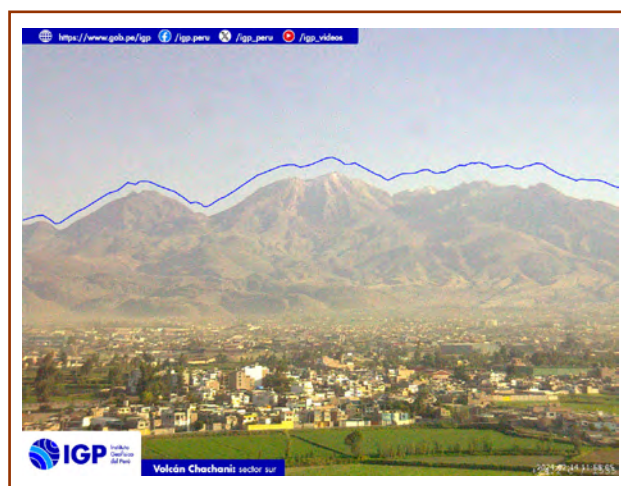 https://www.gob.pe/igp /igp.peru /igp_peru /igp_videos
IGP Instituto
Geofísico
del Perú
Volcán Chachani: sector sur